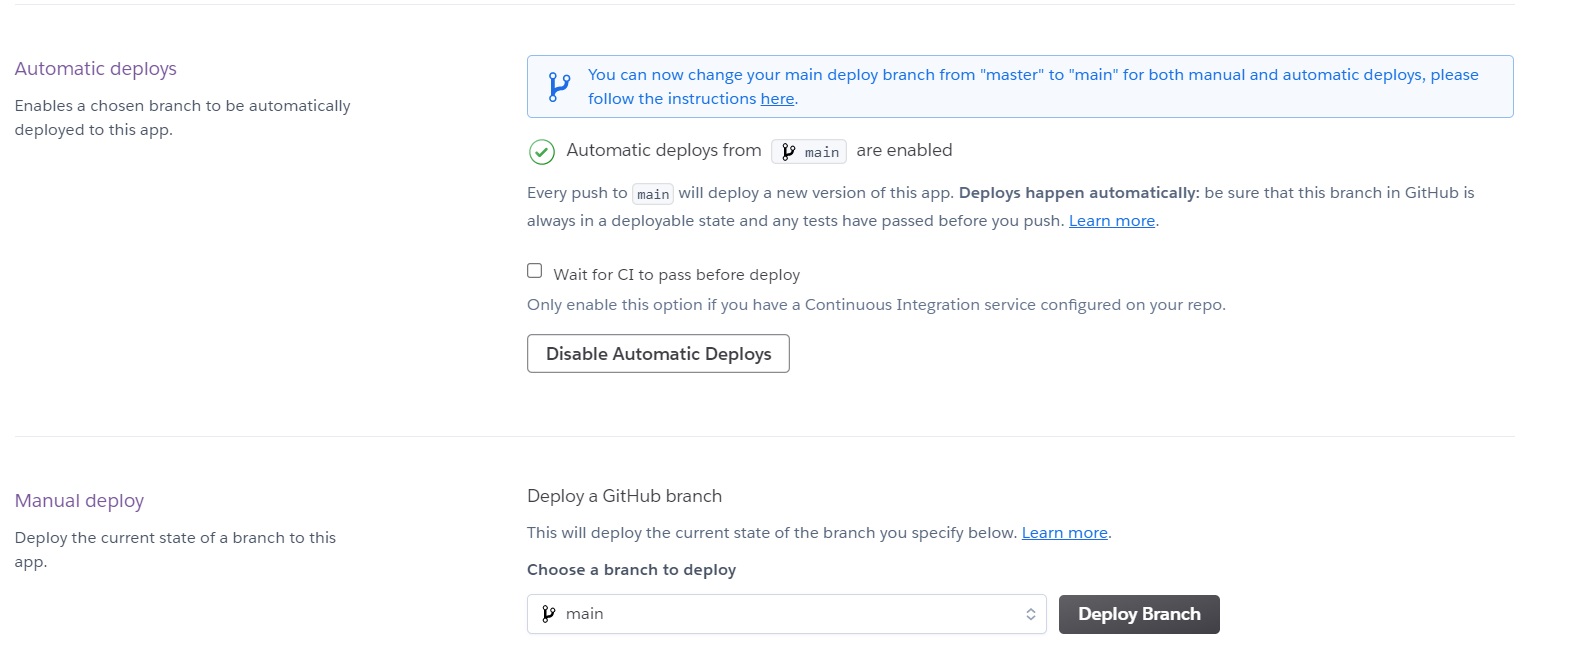 Automatic deploys
Enables a chosen branch to be automatically
deployed to this app.
You can now change your main deploy branch from "master" to "main" for both manual and automatic deploys, please
follow the instructions here.
Automatic deploys from main are enabled
Every push to main will deploy a new version of this app. Deploys happen automatically: be sure that this branch in GitHub is
always in a deployable state and any tests have passed before you push. Learn more.
Wait for CI to pass before deploy
Only enable this option if you have a Continuous Integration service configured on your repo.
Disable Automatic Deploys
Manual deploy
Deploy the current state of a branch to this
app.
Deploy a GitHub branch
This will deploy the current state of the branch you specify below. Learn more.
Choose a branch to deploy
main
Deploy Branch